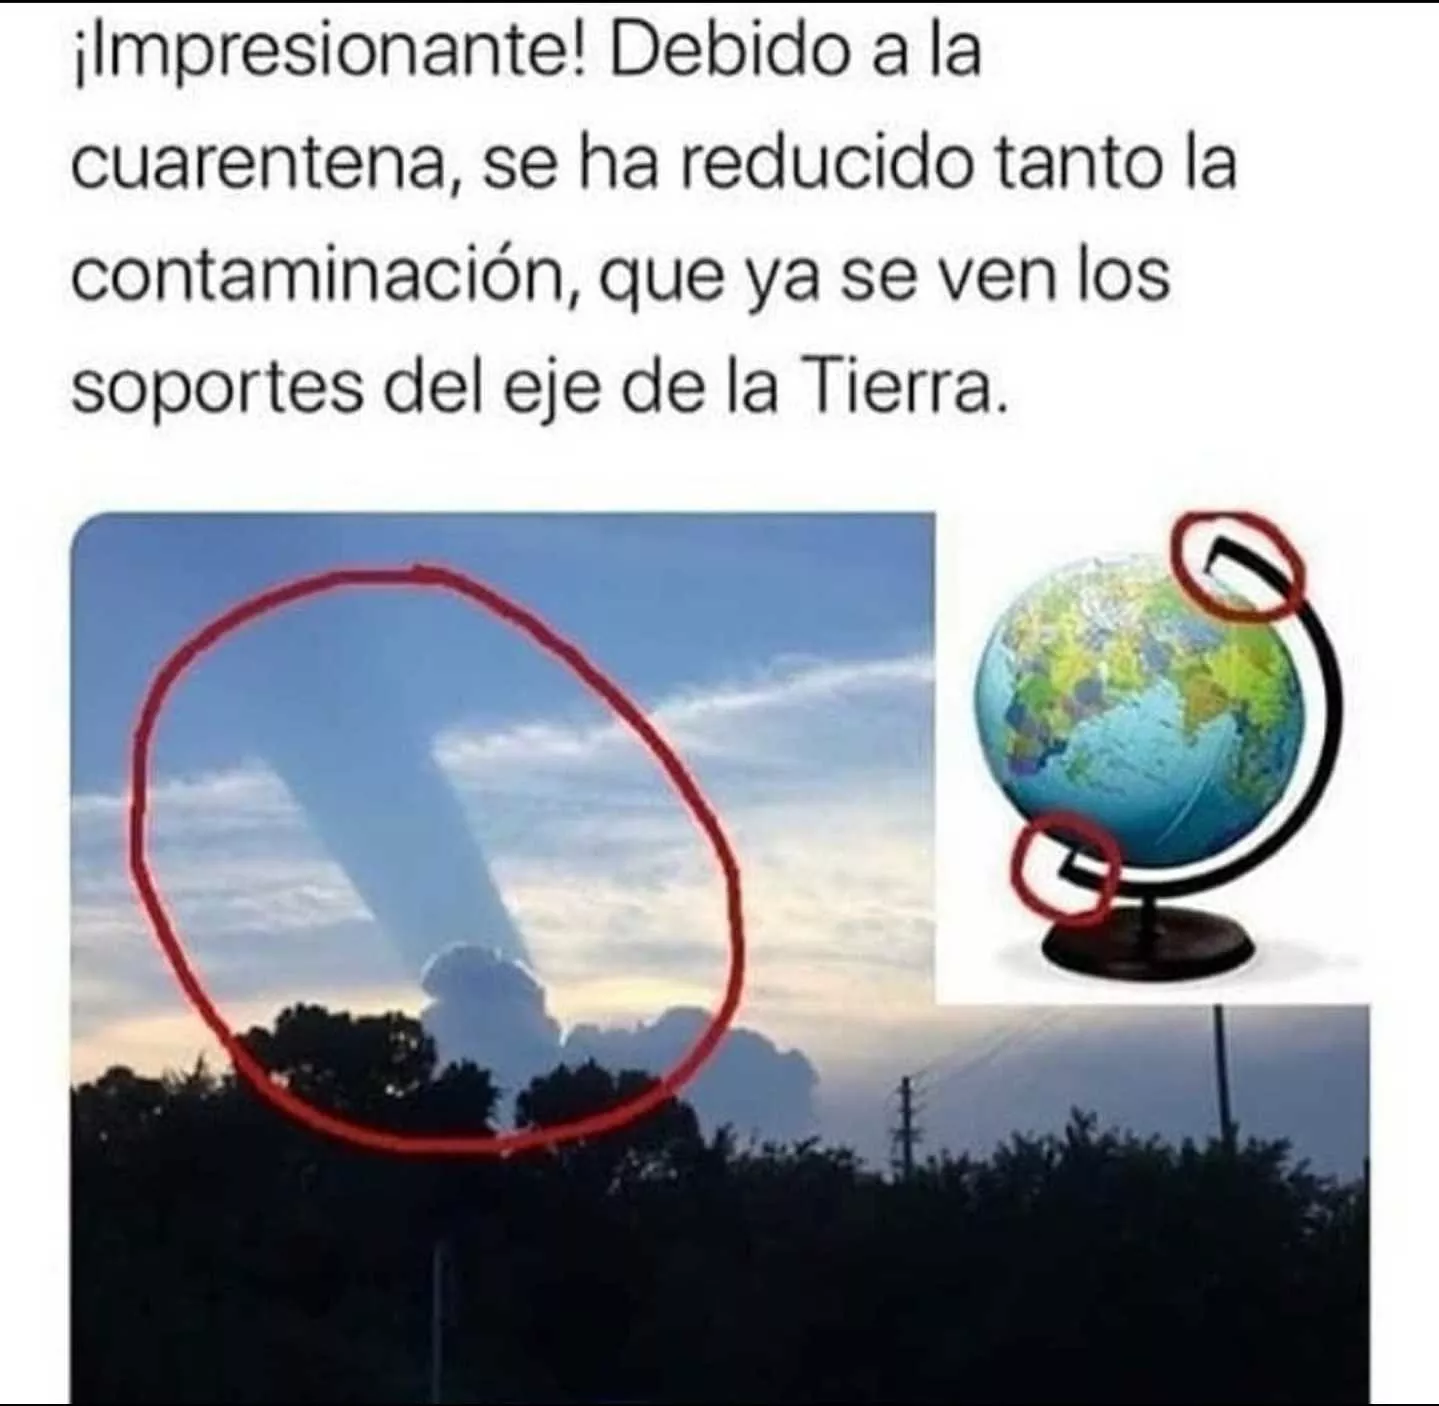 ¡Impresionante! Debido a la
cuarentena, se ha reducido tanto la
contaminación, que ya se ven los
soportes del eje de la Tierra.